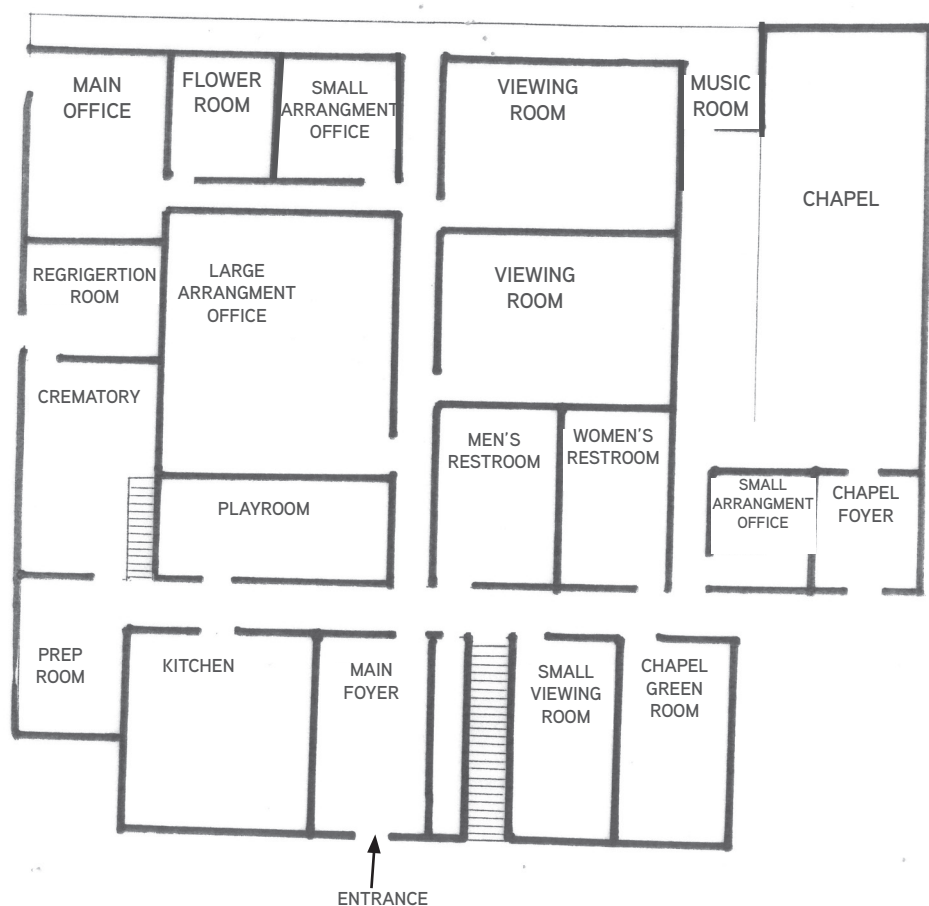 MAIN
OFFICE
FLOWER
ROOM
SMALL
ARRANGMENT
OFFICE
VIEWING
ROOM
MUSIC
ROOM
CHAPEL
REGRIGERTION
ROOM
LARGE
ARRANGMENT
OFFICE
VIEWING
ROOM
CREMATORY
MEN'S
RESTROOM
WOMEN'S
RESTROOM
PLAYROOM
SMALL
ARRANGMENT
OFFICE
CHAPEL
FOYER
PREP
ROOM
KITCHEN
MAIN
FOYER
SMALL
VIEWING
ROOM
CHAPEL
GREEN
ROOM
ENTRANCE